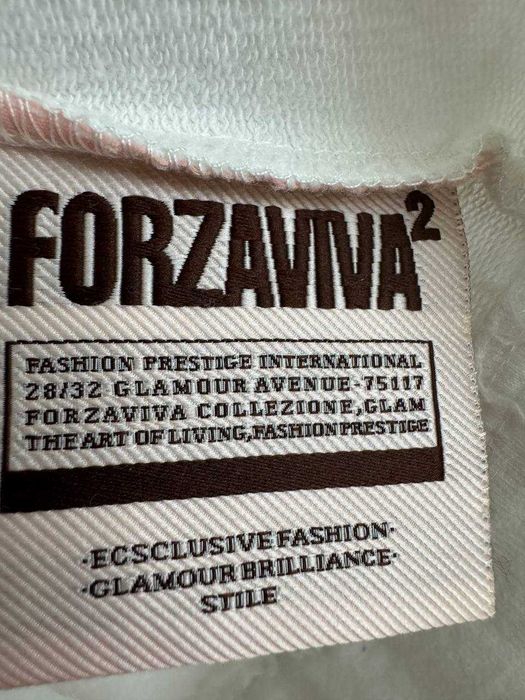 FORZAVIVA²
FASHION PRESTIGE INTERNATIONAL
28/32 GLAMOUR AVENUE-75117
FORZAVIVA COLLEZIONE,GLAM
THE ART OF LIVING,FASHION PRESTIGE
·ECSCLUSIVE FASHION·
·GLAMOUR BRILLIANCE·
STILE